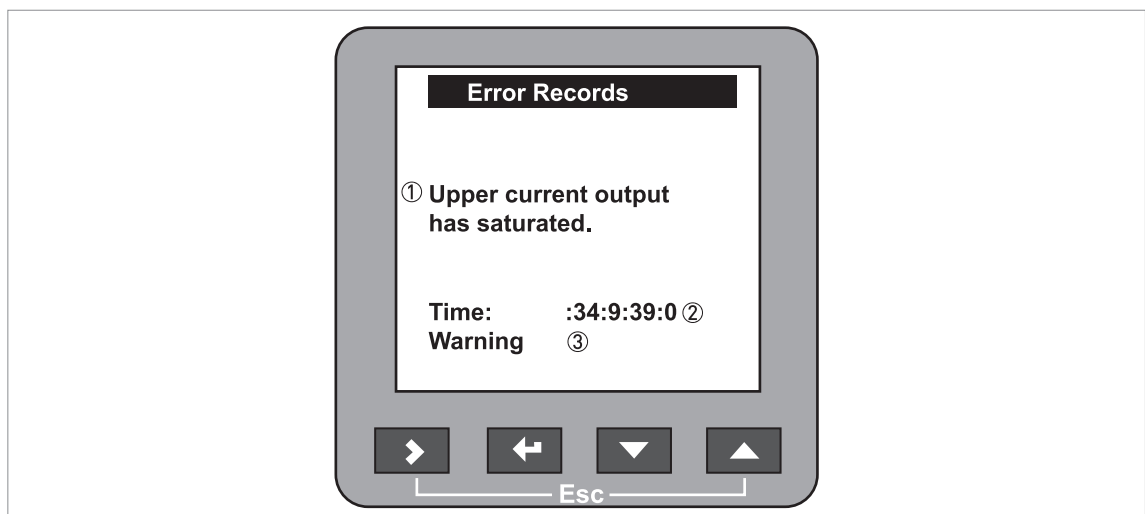 Error Records
① Upper current output
has saturated.
Time: :34:9:39:0 ②
Warning ③
Esc